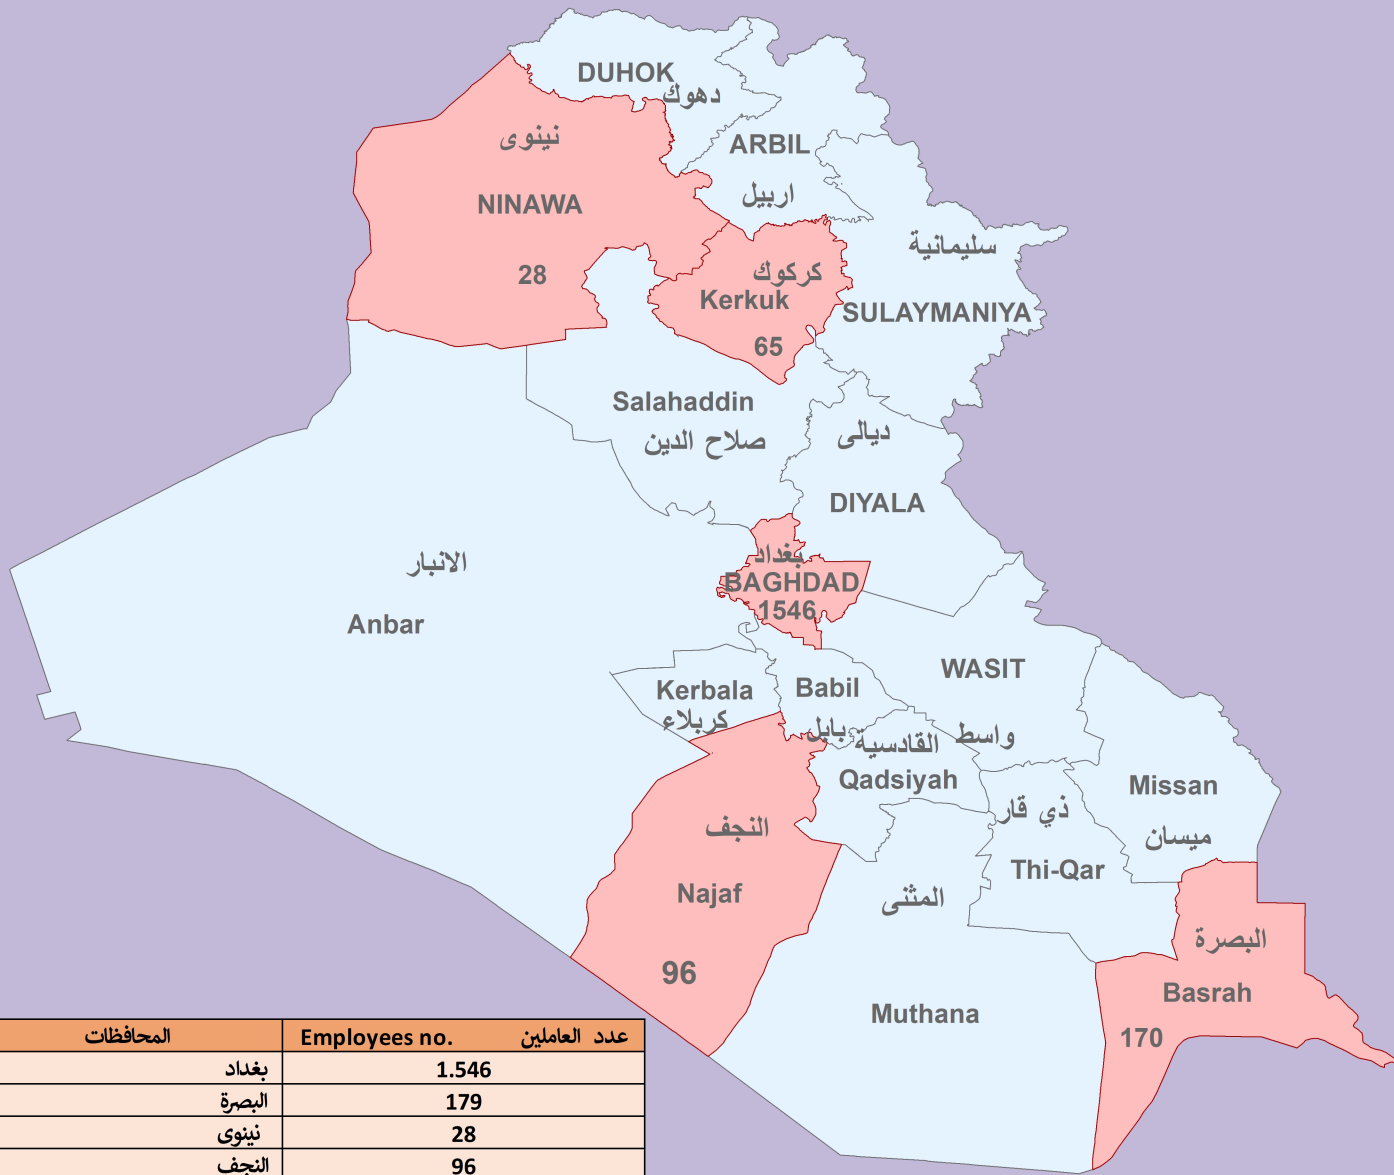 DUHOK
دهوك
نينوى
ARBIL
اربيل
NINAWA
سليمانية
28
كركوك
Kerkuk
SULAYMANIYA
65
Salahaddin
صلاح الدين
ديالى
DIYALA
بغداد
الانبار
BAGHDAD
1546
Anbar
WASIT
Kerbala
Babil
كربلاء
بابل
القادسية
واسط
Qadsiyah
Missan
ذي قار
النجف
ميسان
Thi-Qar
Najaf
المثنى
البصرة
96
Basrah
Muthana
170
المحافظات Employees no. عدد العاملين
بغداد 1.546
البصرة 179
نينوى 28
النجف 96